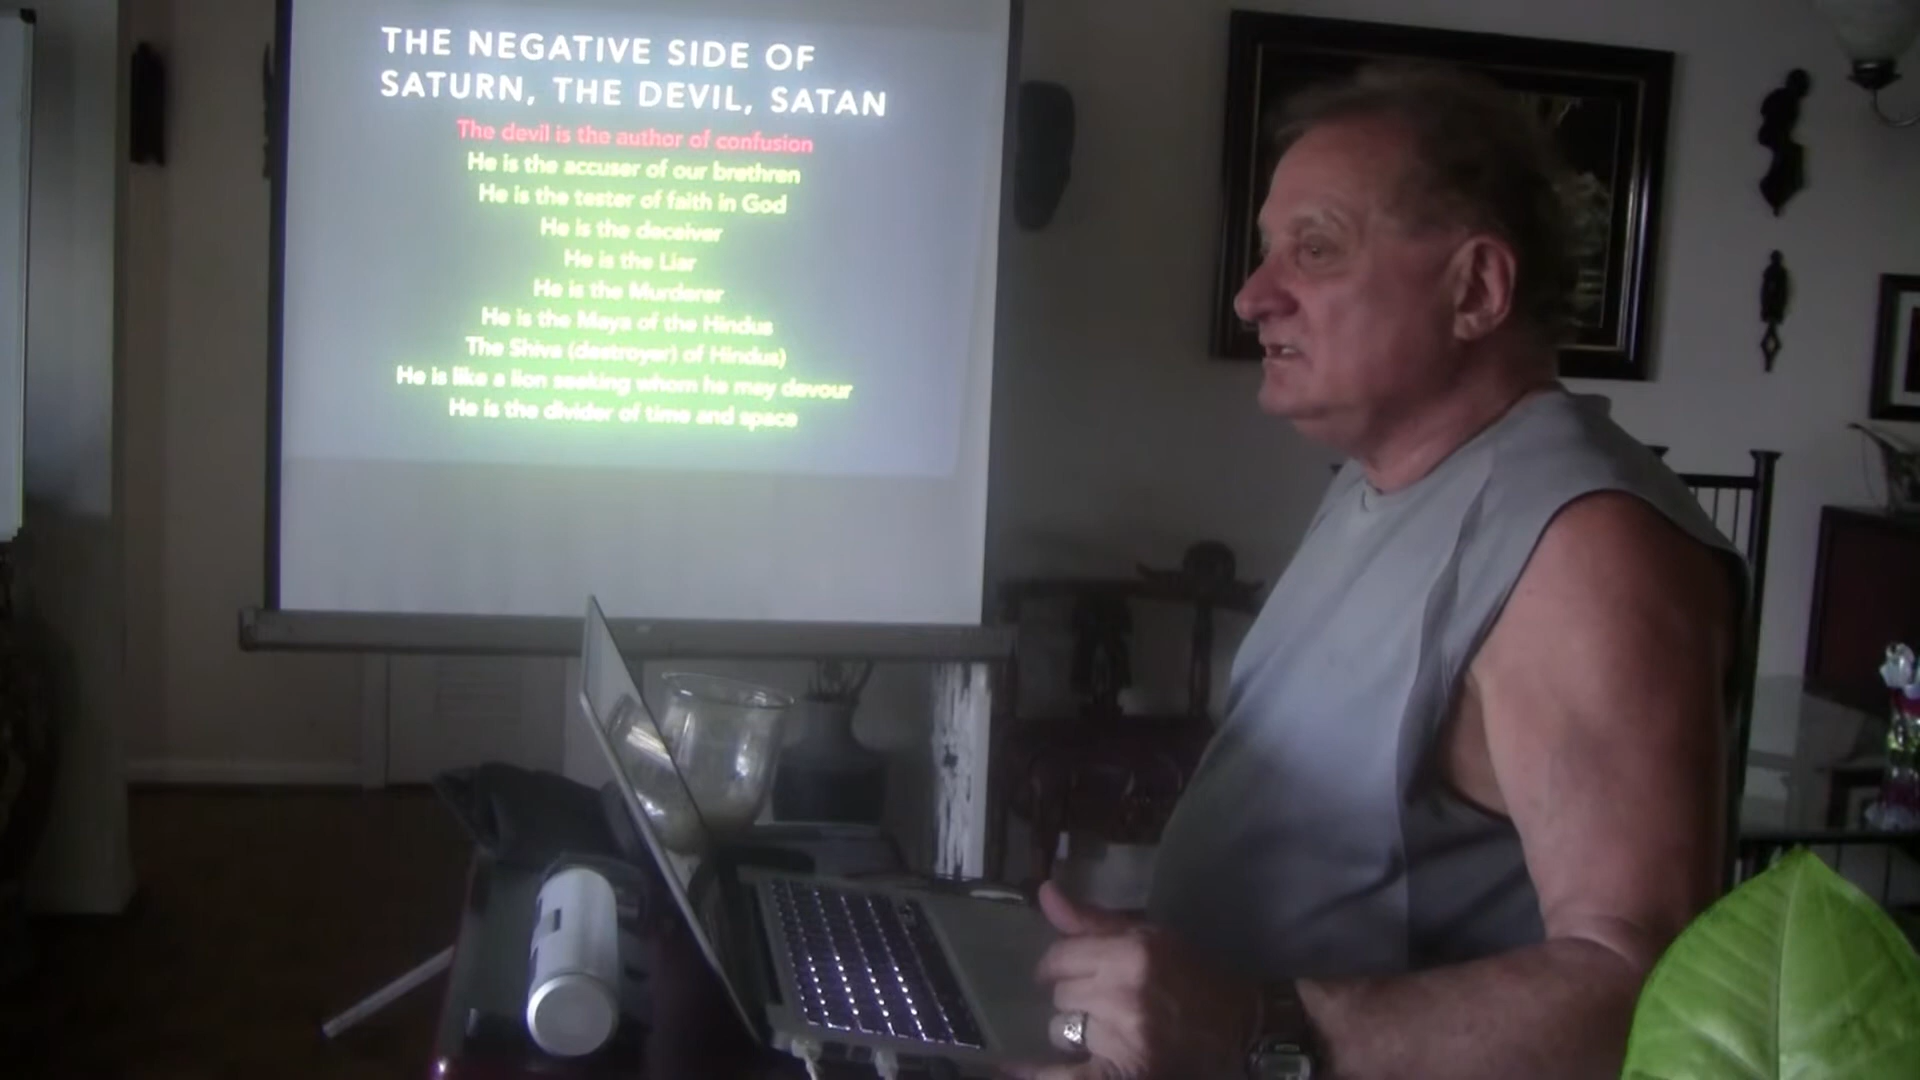 THE NEGATIVE SIDE OF
SATURN, THE DEVIL, SATAN
The devil is the author of confusion
He is the accuser of our brethren
He is the tester of faith in God
He is the deceiver
He is the Liar
He is the Murderer
He is the Maya of the Hindus
The Shiva (destroyer) of Hindus)
He is like a lion seeking whom he may devour
He is the divider of time and space